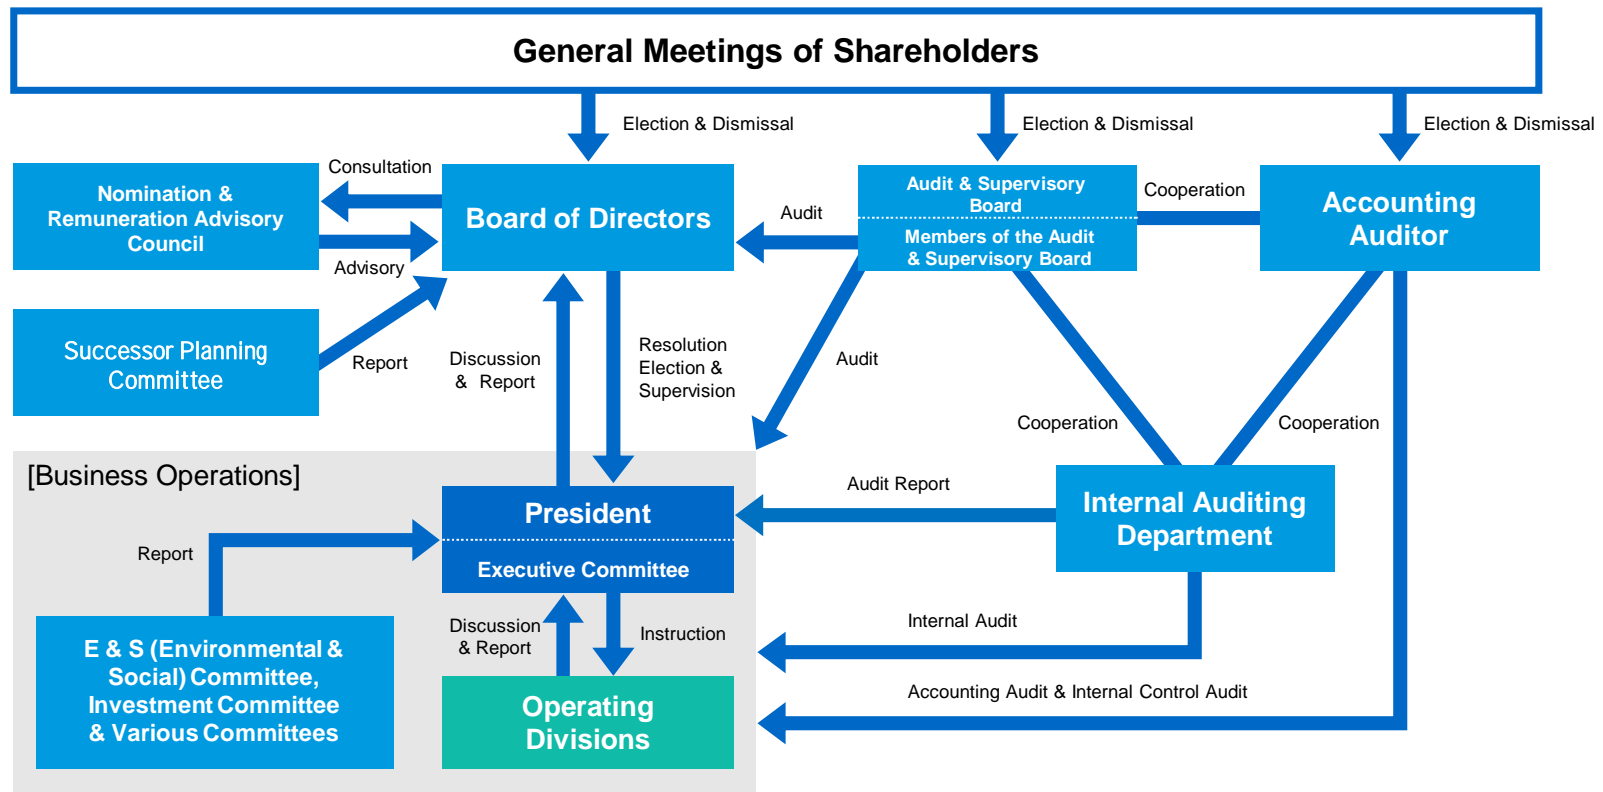 General Meetings of Shareholders
Election & Dismissal
Election & Dismissal
Election & Dismissal
Consultation
Nomination &
Remuneration Advisory
Council
Board of Directors
Audit
Audit & Supervisory
Board
Members of the Audit
& Supervisory Board
Cooperation
Accounting
Auditor
Advisory
Successor Planning
Committee
Report
Discussion
& Report
Resolution
Election &
Supervision
Audit
Cooperation
Cooperation
[Business Operations]
President
Executive Committee
Audit Report
Internal Auditing
Department
Report
E & S (Environmental &
Social) Committee,
Investment Committee
& Various Committees
Discussion
& Report
Instruction
Internal Audit
Operating
Divisions
Accounting Audit & Internal Control Audit